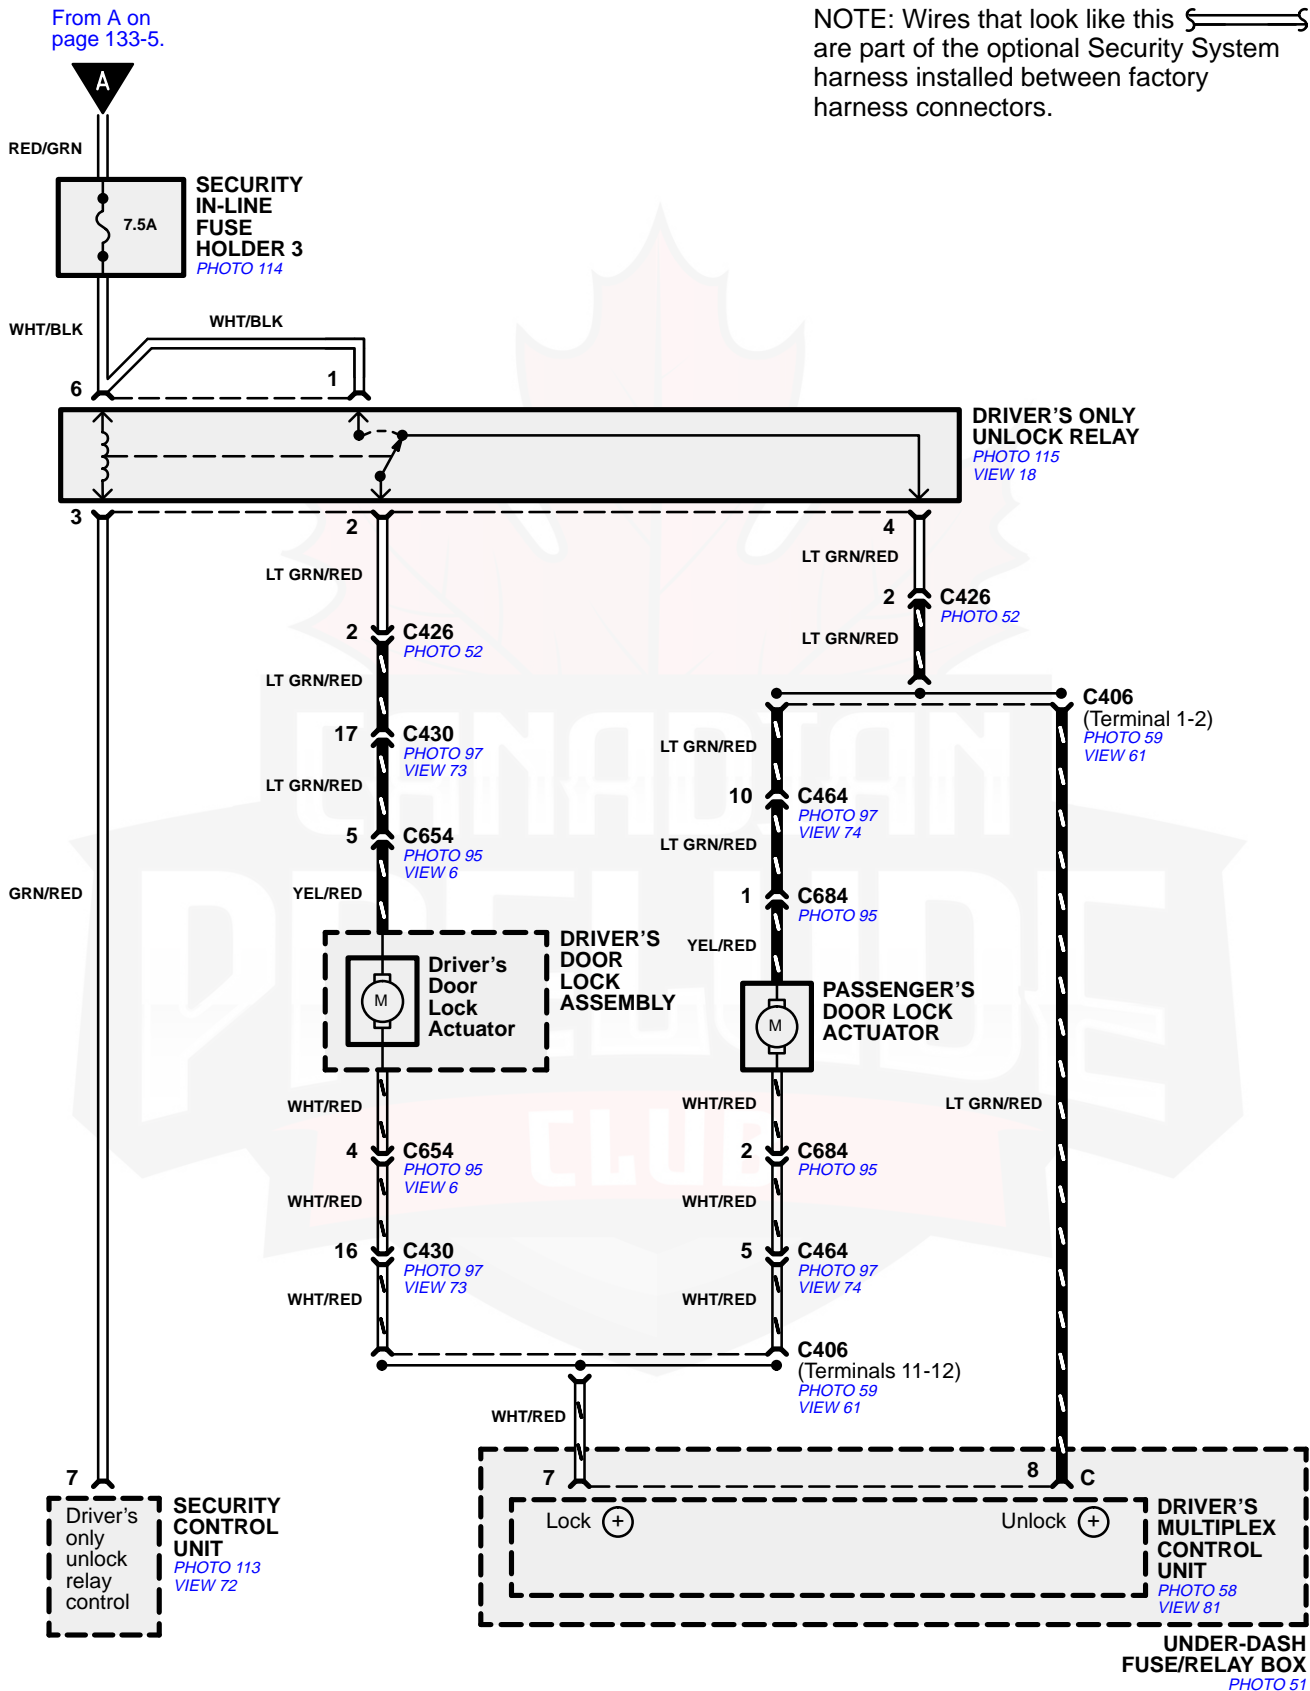 From A on
page 133-5.
A
NOTE: Wires that look like this
are part of the optional Security System
harness installed between factory
harness connectors.
RED/GRN
7.5A
SECURITY
IN-LINE
FUSE
HOLDER 3
PHOTO 114
WHT/BLK
WHT/BLK
6
1
DRIVER'S ONLY
UNLOCK RELAY
PHOTO 115
VIEW 18
3
2
4
LT GRN/RED
LT GRN/RED
2
C426
PHOTO 52
2
C426
PHOTO 52
LT GRN/RED
LT GRN/RED
C406
(Terminal 1-2)
PHOTO 59
VIEW 61
17
C430
PHOTO 97
VIEW 73
LT GRN/RED
LT GRN/RED
10
C464
PHOTO 97
VIEW 74
5
C654
PHOTO 95
VIEW 6
LT GRN/RED
GRN/RED
YEL/RED
1
C684
PHOTO 95
YEL/RED
DRIVER'S
DOOR
LOCK
ASSEMBLY
Driver's
Door
Lock
Actuator
M
PASSENGER'S
DOOR LOCK
ACTUATOR
M
WHT/RED
WHT/RED
LT GRN/RED
4
C654
PHOTO 95
VIEW 6
2
C684
PHOTO 95
WHT/RED
WHT/RED
16
C430
PHOTO 97
VIEW 73
5
C464
PHOTO 97
VIEW 74
WHT/RED
WHT/RED
C406
(Terminals 11-12)
PHOTO 59
VIEW 61
WHT/RED
7
7
8
C
Driver's
only
unlock
relay
control
SECURITY
CONTROL
UNIT
PHOTO 113
VIEW 72
Lock +
Unlock +
DRIVER'S
MULTIPLEX
CONTROL
UNIT
PHOTO 58
VIEW 81
UNDER-DASH
FUSE/RELAY BOX
PHOTO 51
CANADIAN
PRELUDE
CLUB